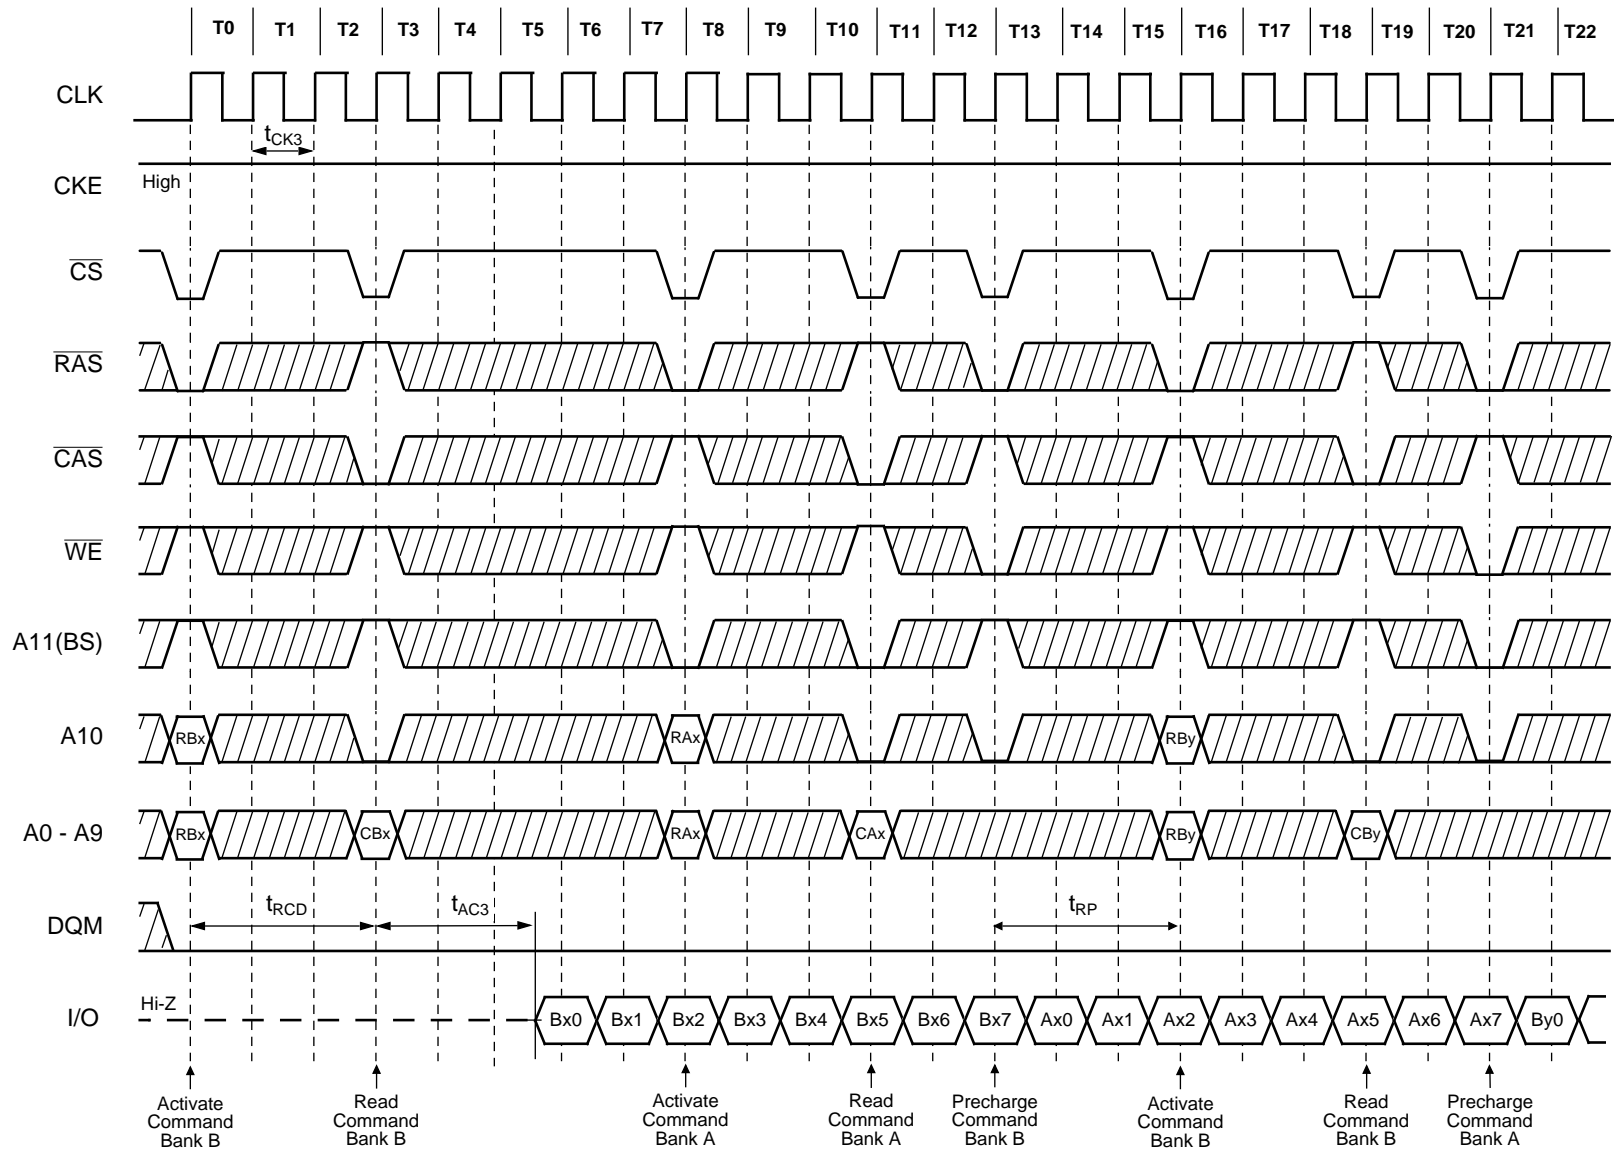 T0 T1 T2 T3 T4 T5 T6 T7 T8 T9 T10 T11 T12 T13 T14 T15 T16 T17 T18 T19 T20 T21 T22
CLK
tCK3
CKE High
CS
RAS
CAS
WE
A11(BS)
A10 RBx RAx RBy
A0 - A9 RBx CBx RAx CAx RBy CBy
DQM tRCD tAC3 tRP
Hi-Z
I/O Bx0 Bx1 Bx2 Bx3 Bx4 Bx5 Bx6 Bx7 Ax0 Ax1 Ax2 Ax3 Ax4 Ax5 Ax6 Ax7 By0
Activate
Command
Bank B
Read
Command
Bank B
Activate
Command
Bank A
Read
Command
Bank A
Precharge
Command
Bank B
Activate
Command
Bank B
Read
Command
Bank B
Precharge
Command
Bank A